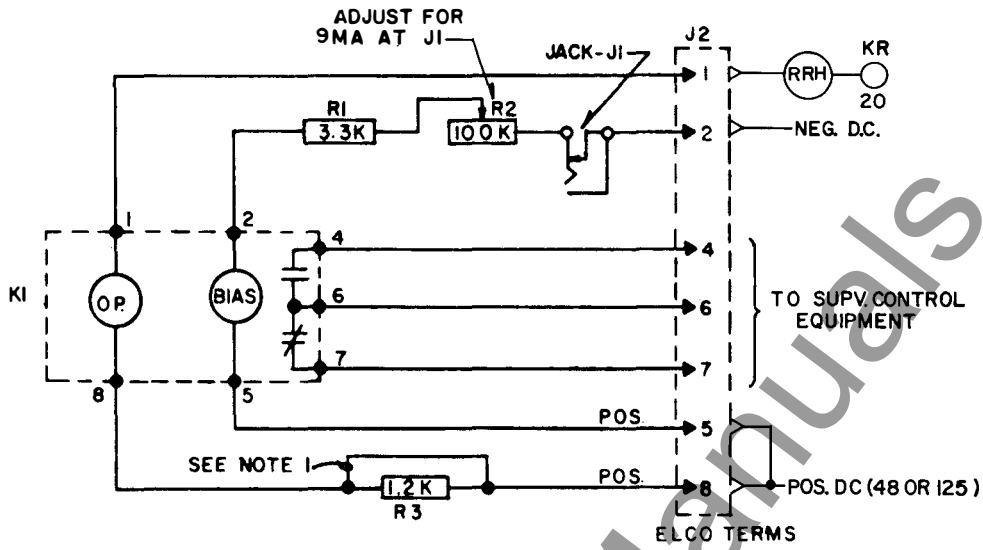 ADJUST FOR
9MA AT J1
JACK-J1
J2
KR
1
RRH
20
R1
3.3K
R2
100K
2
NEG. D.C.
1
2
4
4
K1
O.P.
BIAS
6
6
TO SUPV. CONTROL
EQUIPMENT
7
7
8
5
POS.
5
SEE NOTE 1
1.2K
R3
POS.
8
POS. DC (48 OR 125)
ELCO TERMS
Manuals